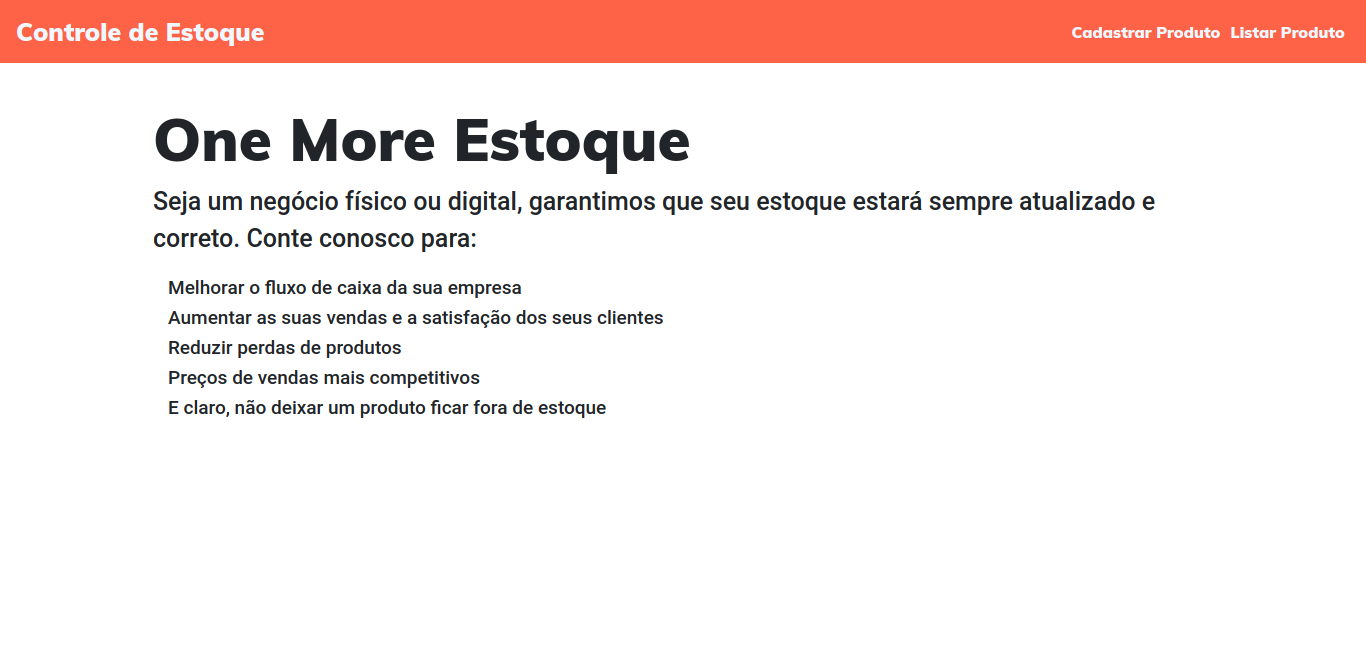 Controle de Estoque
Cadastrar Produto Listar Produto
One More Estoque
Seja um negócio físico ou digital, garantimos que seu estoque estará sempre atualizado e
correto. Conte conosco para:
Melhorar o fluxo de caixa da sua empresa
Aumentar as suas vendas e a satisfação dos seus clientes
Reduzir perdas de produtos
Preços de vendas mais competitivos
E claro, não deixar um produto ficar fora de estoque